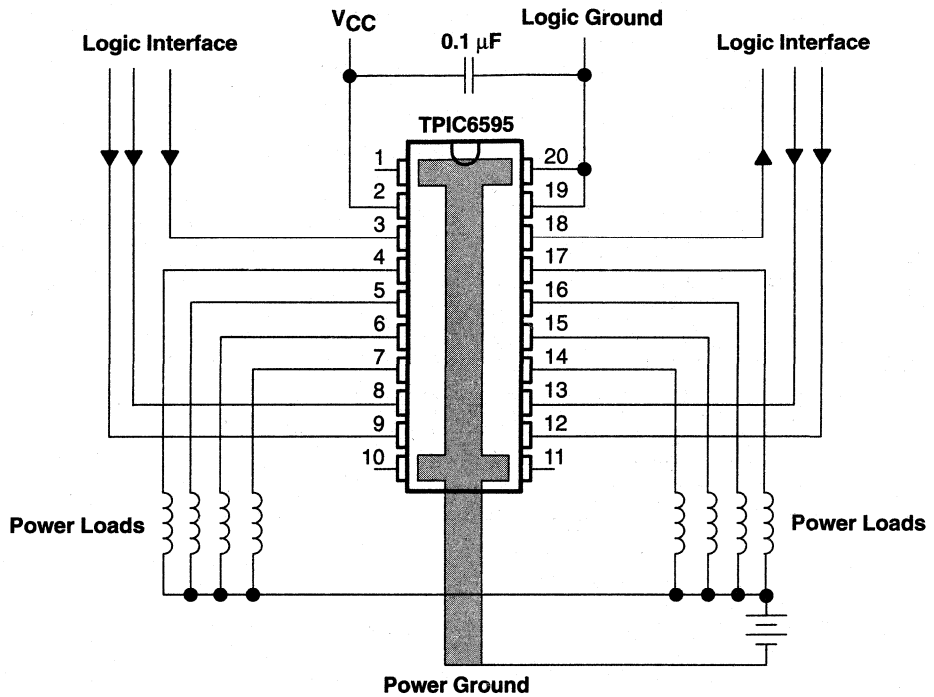 VCC
Logic Ground
Logic Interface
0.1 µF
Logic Interface
TPIC6595
1
20
2
19
3
18
4
17
5
16
6
15
7
14
8
13
9
12
10
11
Power Loads
Power Loads
Power Ground